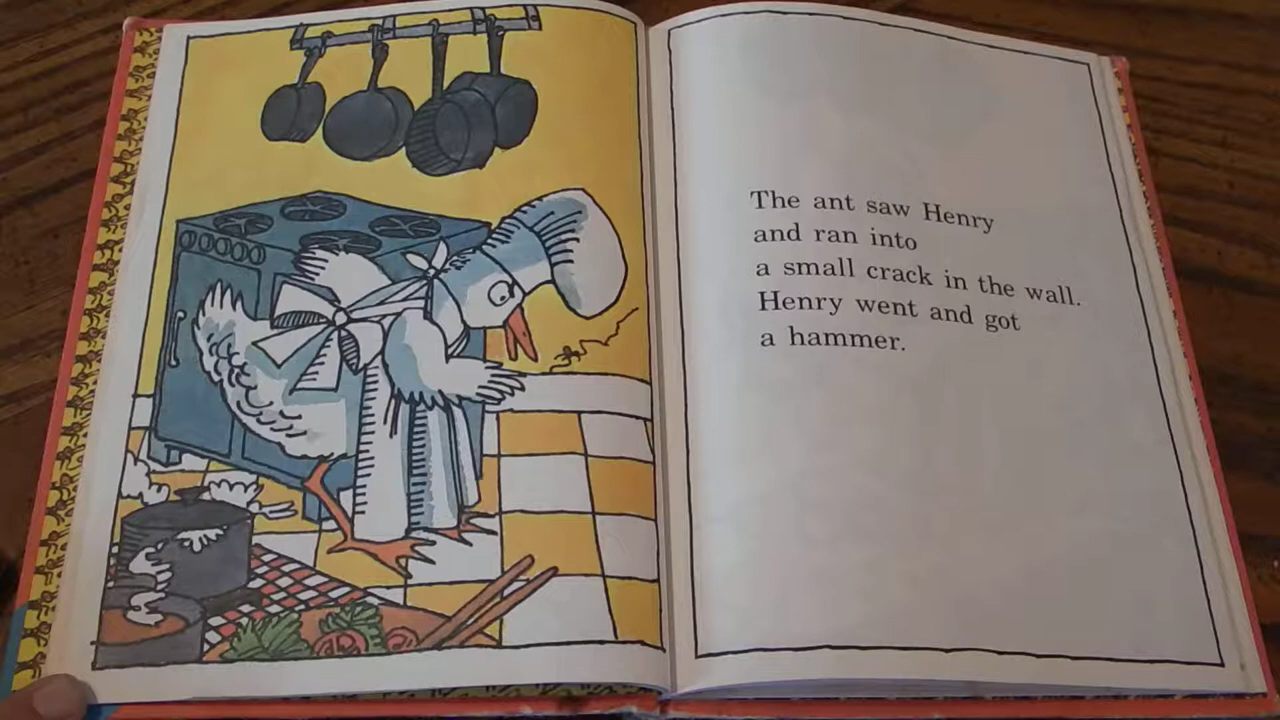 The ant saw Henry
and ran into
a small crack in the wall.
Henry went and got
a hammer.